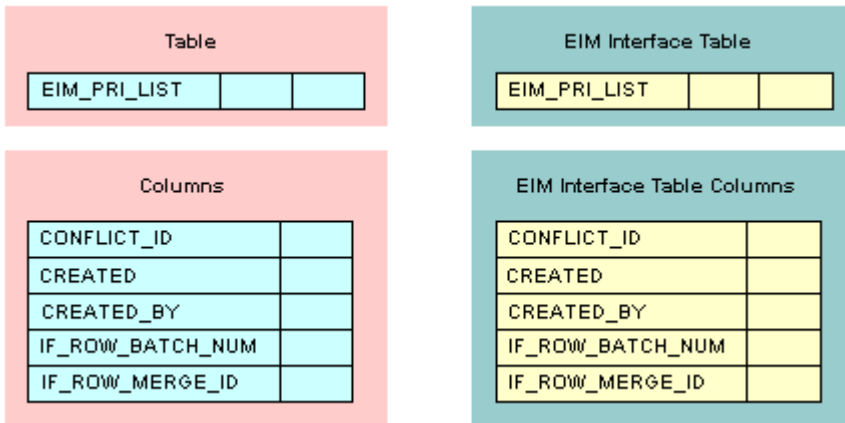 Table
EIM_PRI_LIST
EIM Interface Table
EIM_PRI_LIST
Columns
CONFLICT_ID
CREATED
CREATED_BY
IF_ROW_BATCH_NUM
IF_ROW_MERGE_ID
EIM Interface Table Columns
CONFLICT_ID
CREATED
CREATED_BY
IF_ROW_BATCH_NUM
IF_ROW_MERGE_ID